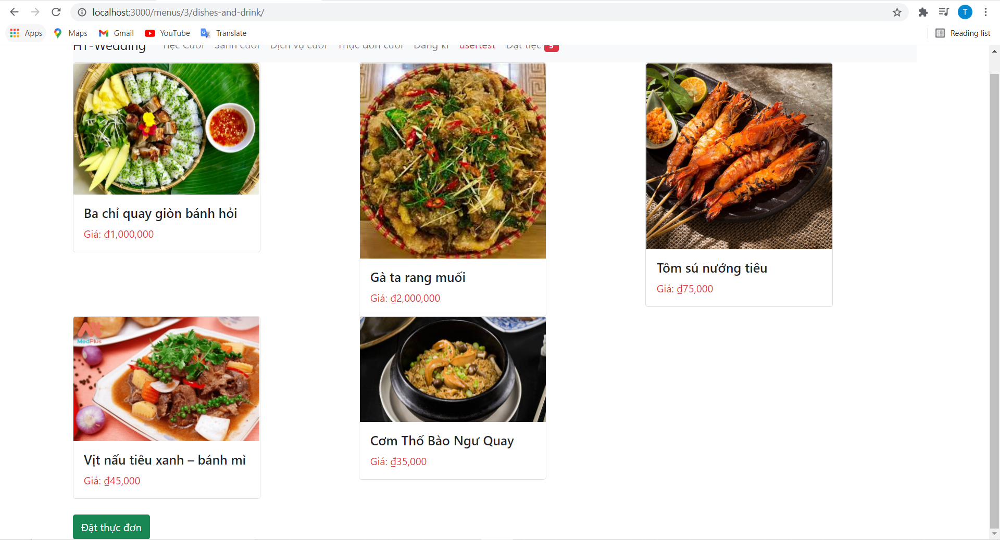 localhost:3000/menus/3/dishes-and-drink/
T
Apps Maps Gmail YouTube Translate Reading list
HT-Wedding Tiệc Cưới Sảnh cưới Dịch vụ cưới Thực đơn cưới Đăng kí usertest Đặt tiệc 5
Ba chỉ quay giòn bánh hỏi
Giá: ₫1,000,000
Gà ta rang muối
Giá: ₫2,000,000
Tôm sú nướng tiêu
Giá: ₫75,000
MedPlus
Vịt nấu tiêu xanh – bánh mì
Giá: ₫45,000
Cơm Thố Bào Ngư Quay
Giá: ₫35,000
Đặt thực đơn